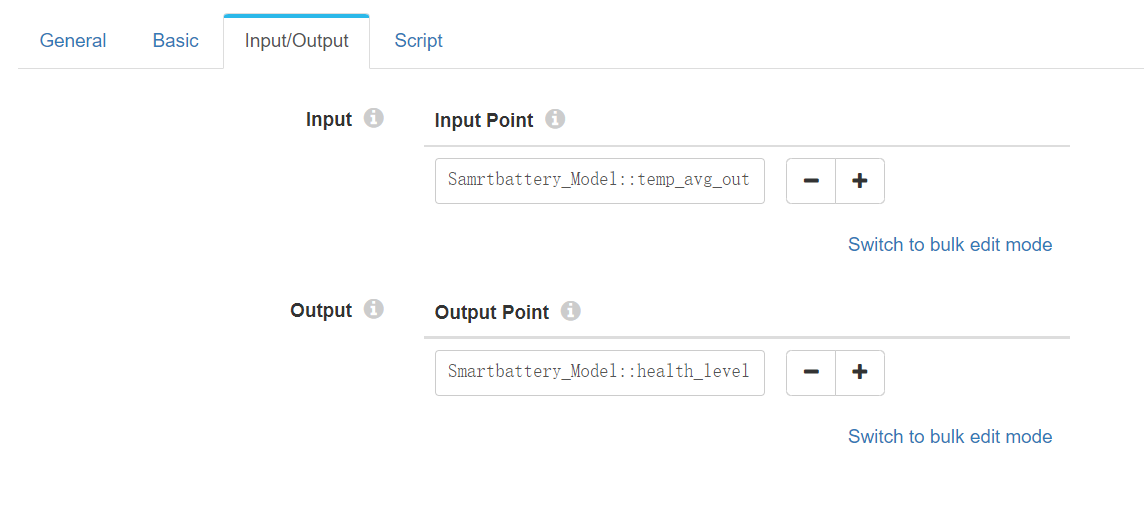 General Basic Input/Output Script
Input Input Point
Samrtbattery_Model::temp_avg_out
Switch to bulk edit mode
Output Output Point
Smartbattery_Model::health_level
Switch to bulk edit mode